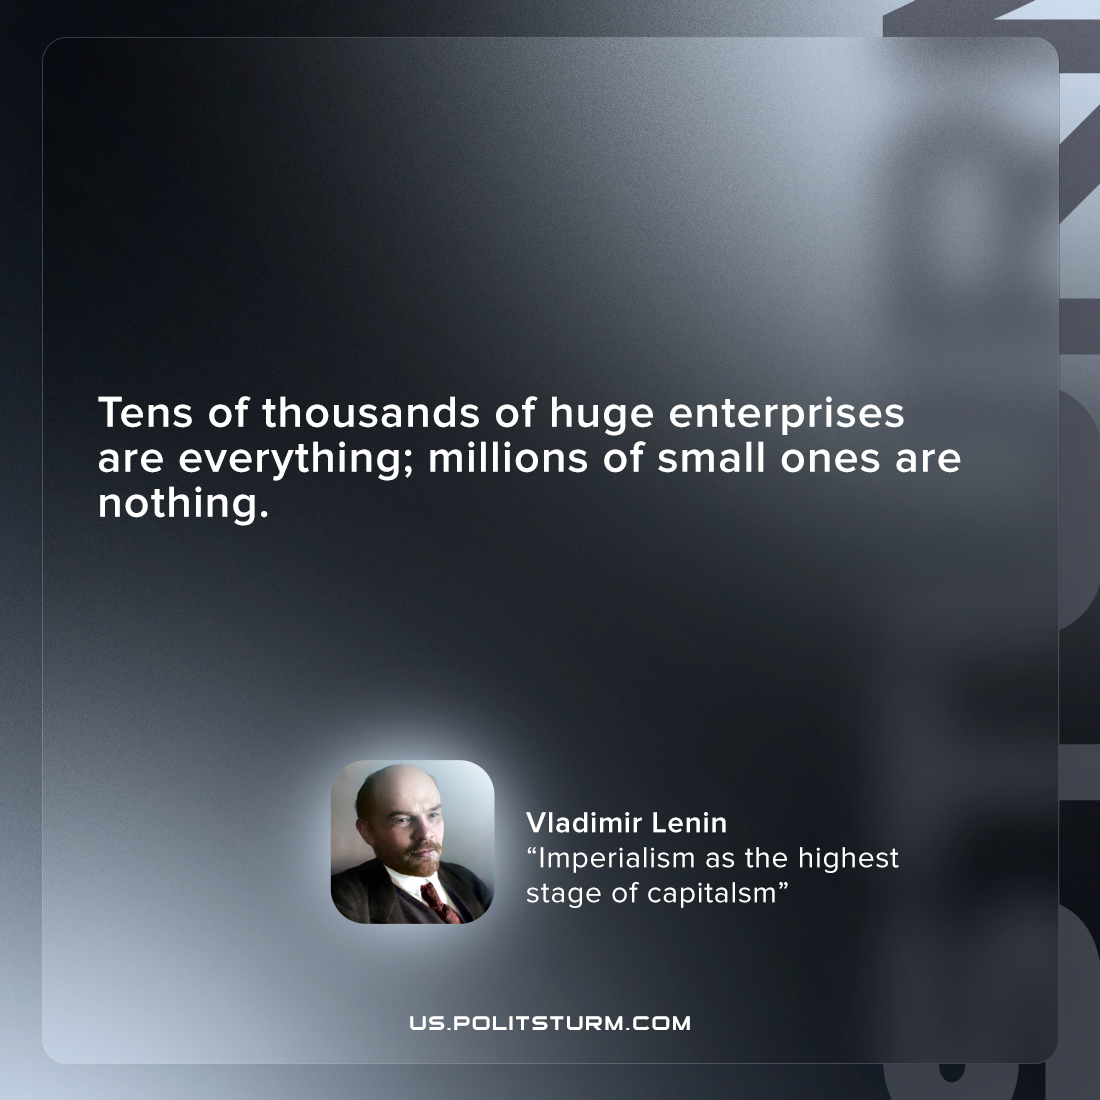 Tens of thousands of huge enterprises
are everything; millions of small ones are
nothing.
Vladimir Lenin
“Imperialism as the highest
stage of capitalsm”
US.POLITSTURM.COM